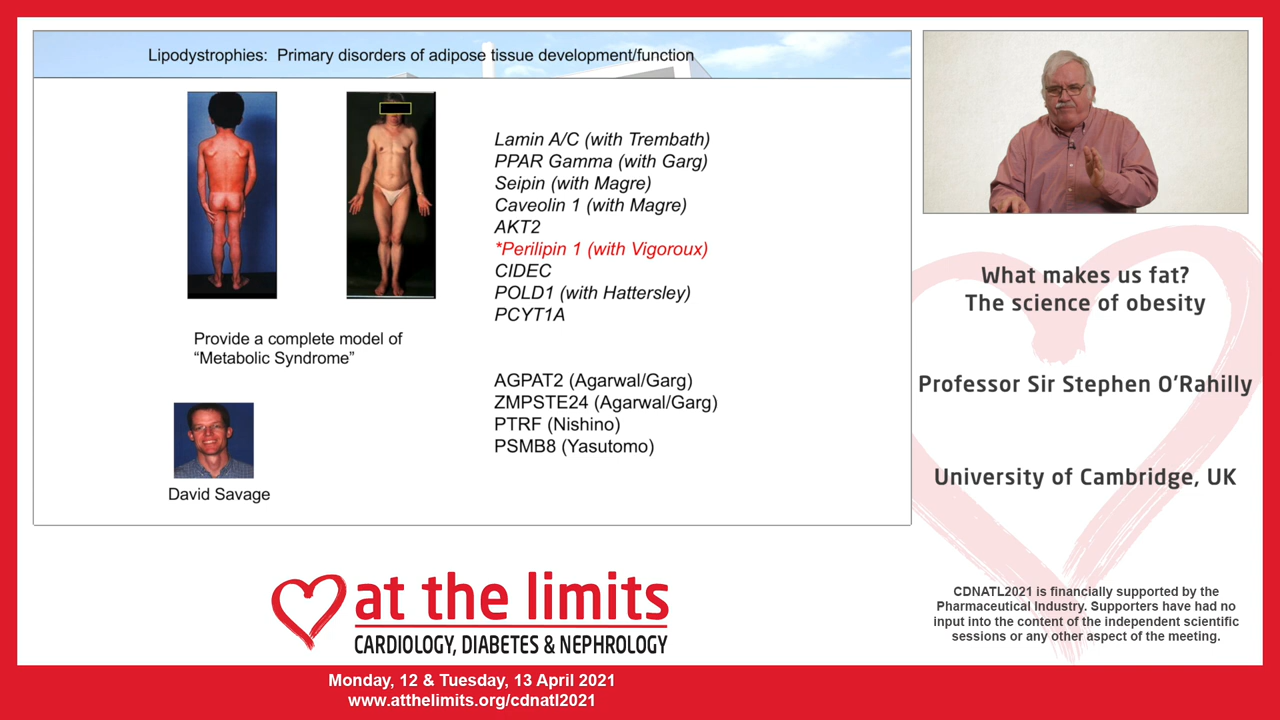 Lipodystrophies: Primary disorders of adipose tissue development/function
Lamin A/C (with Trembath)
PPAR Gamma (with Garg)
Seipin (with Magre)
Caveolin 1 (with Magre)
AKT2
*Perilipin 1 (with Vigoroux)
CIDEC
POLD1 (with Hattersley)
PCYT1A
Provide a complete model of
“Metabolic Syndrome”
AGPAT2 (Agarwal/Garg)
ZMPSTE24 (Agarwal/Garg)
PTRF (Nishino)
PSMB8 (Yasutomo)
David Savage
What makes us fat?
The science of obesity
Professor Sir Stephen O’Rahilly
University of Cambridge, UK
at the limits
CARDIOLOGY, DIABETES & NEPHROLOGY
CDNATL2021 is financially supported by the
Pharmaceutical Industry. Supporters have had no
input into the content of the independent scientific
sessions or any other aspect of the meeting.
Monday, 12 & Tuesday, 13 April 2021
www.atthelimits.org/cdnatl2021